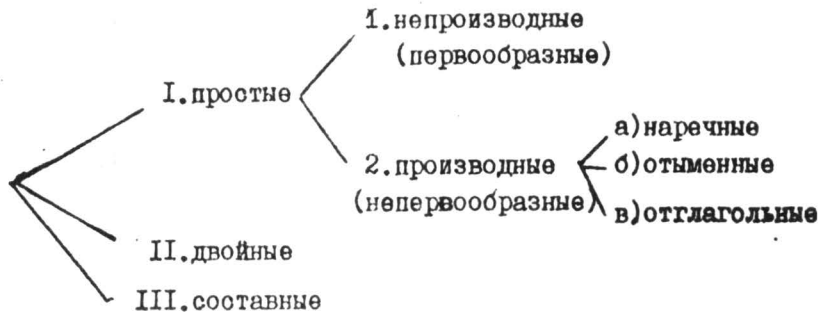 1.непроизводные
(первообразные)
I.простые
а)наречные
2.производные
б)отыменные
(непервообразные)
в)отглагольные
II.двойные
III.составные